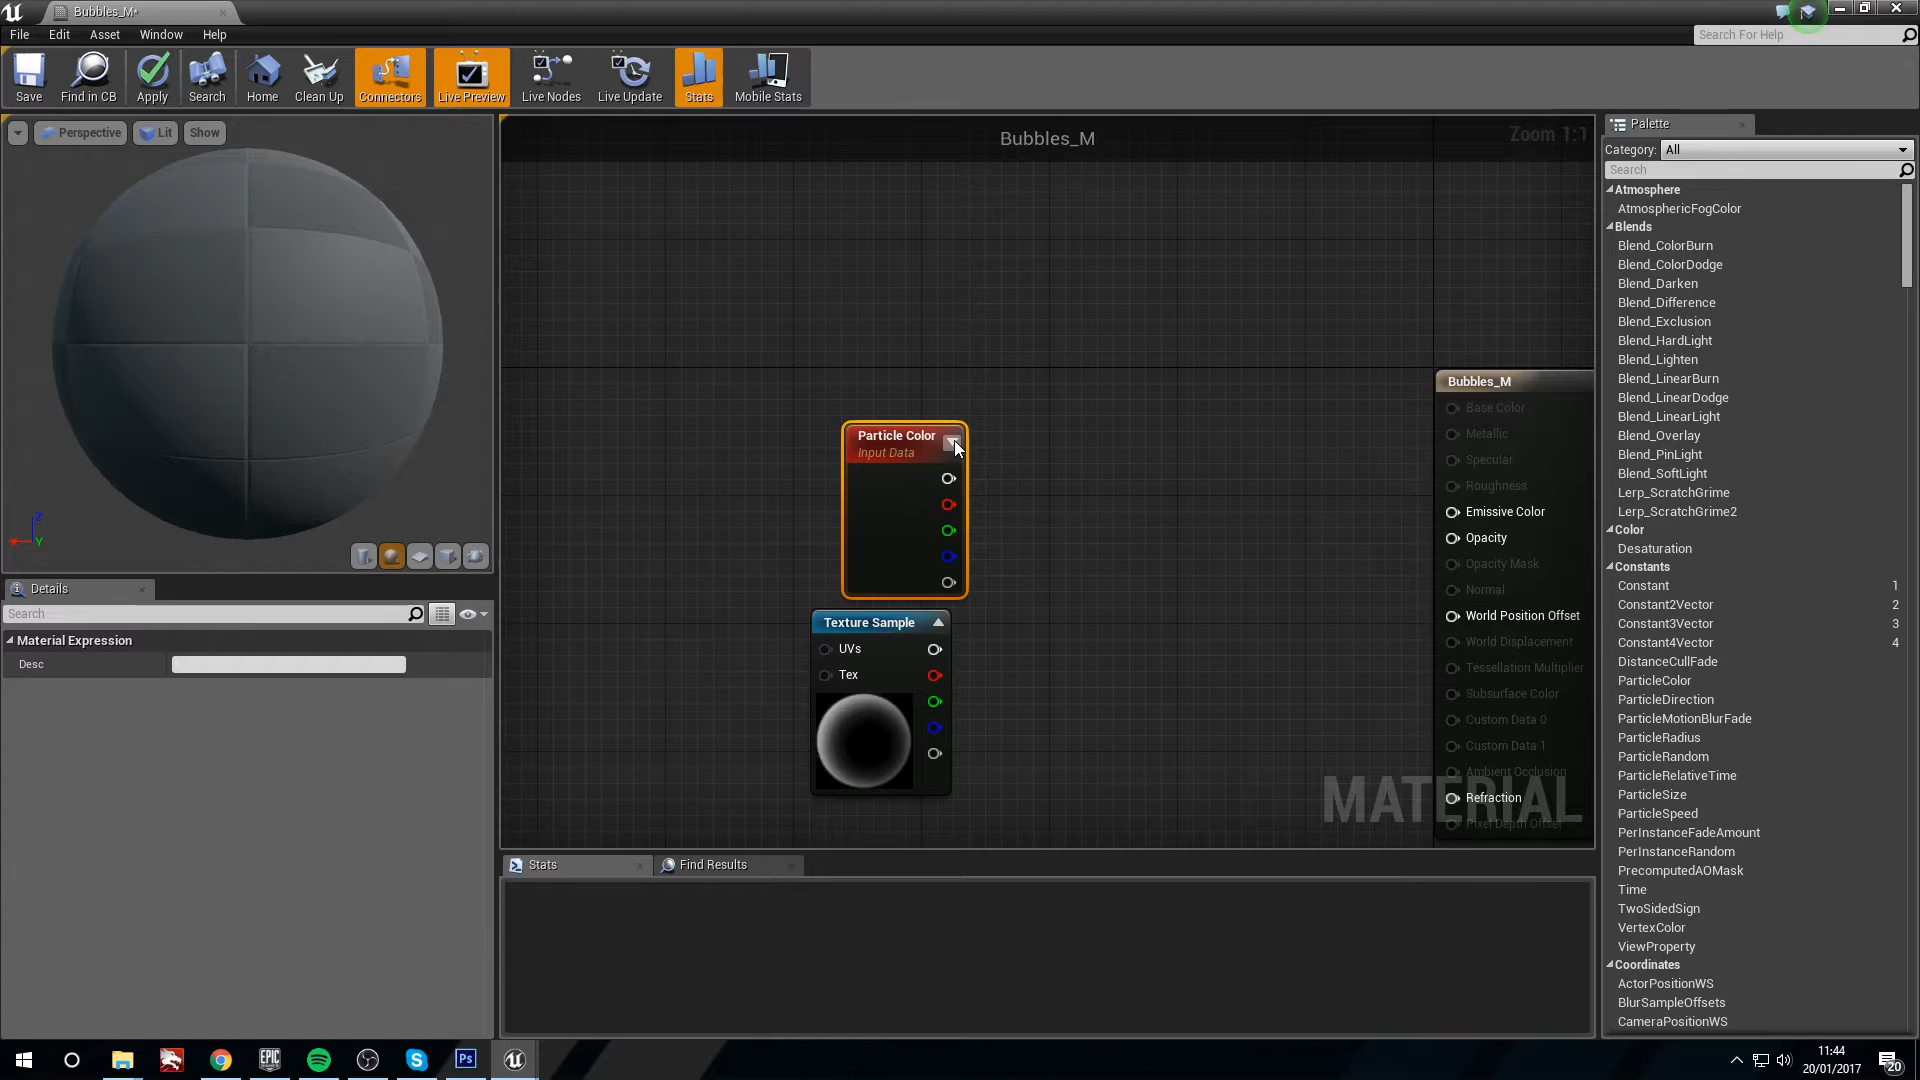 Bubbles_M*
File Edit Asset Window Help
Search For Help
Save Find in CB Apply Search Home Clean Up Connectors Live Preview Live Nodes Live Update Stats Mobile Stats
Perspective Lit Show
Bubbles_M
Zoom 1:1
Z
Y
Particle Color
Input Data
Texture Sample
UVs
Tex
Bubbles_M
Base Color
Metallic
Specular
Roughness
Emissive Color
Opacity
Opacity Mask
Normal
World Position Offset
World Displacement
Tessellation Multiplier
Subsurface Color
Custom Data 0
Custom Data 1
Ambient Occlusion
Refraction
Pixel Depth Offset
MATERIAL
Details
Search
Material Expression
Desc
Stats Find Results
Palette
Category: All
Search
Atmosphere
AtmosphericFogColor
Blends
Blend_ColorBurn
Blend_ColorDodge
Blend_Darken
Blend_Difference
Blend_Exclusion
Blend_HardLight
Blend_Lighten
Blend_LinearBurn
Blend_LinearDodge
Blend_LinearLight
Blend_Overlay
Blend_PinLight
Blend_SoftLight
Lerp_ScratchGrime
Lerp_ScratchGrime2
Color
Desaturation
Constants
Constant 1
Constant2Vector 2
Constant3Vector 3
Constant4Vector 4
DistanceCullFade
ParticleColor
ParticleDirection
ParticleMotionBlurFade
ParticleRadius
ParticleRandom
ParticleRelativeTime
ParticleSize
ParticleSpeed
PerInstanceFadeAmount
PerInstanceRandom
PrecomputedAOMask
Time
TwoSidedSign
VertexColor
ViewProperty
Coordinates
ActorPositionWS
BlurSampleOffsets
CameraPositionWS
EPIC
GAMES
Ps
11:44
20/01/2017
20